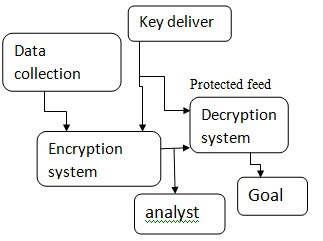 Key deliver
Data
collection
Protected feed
Decryption
system
Encryption
system
Goal
analyst